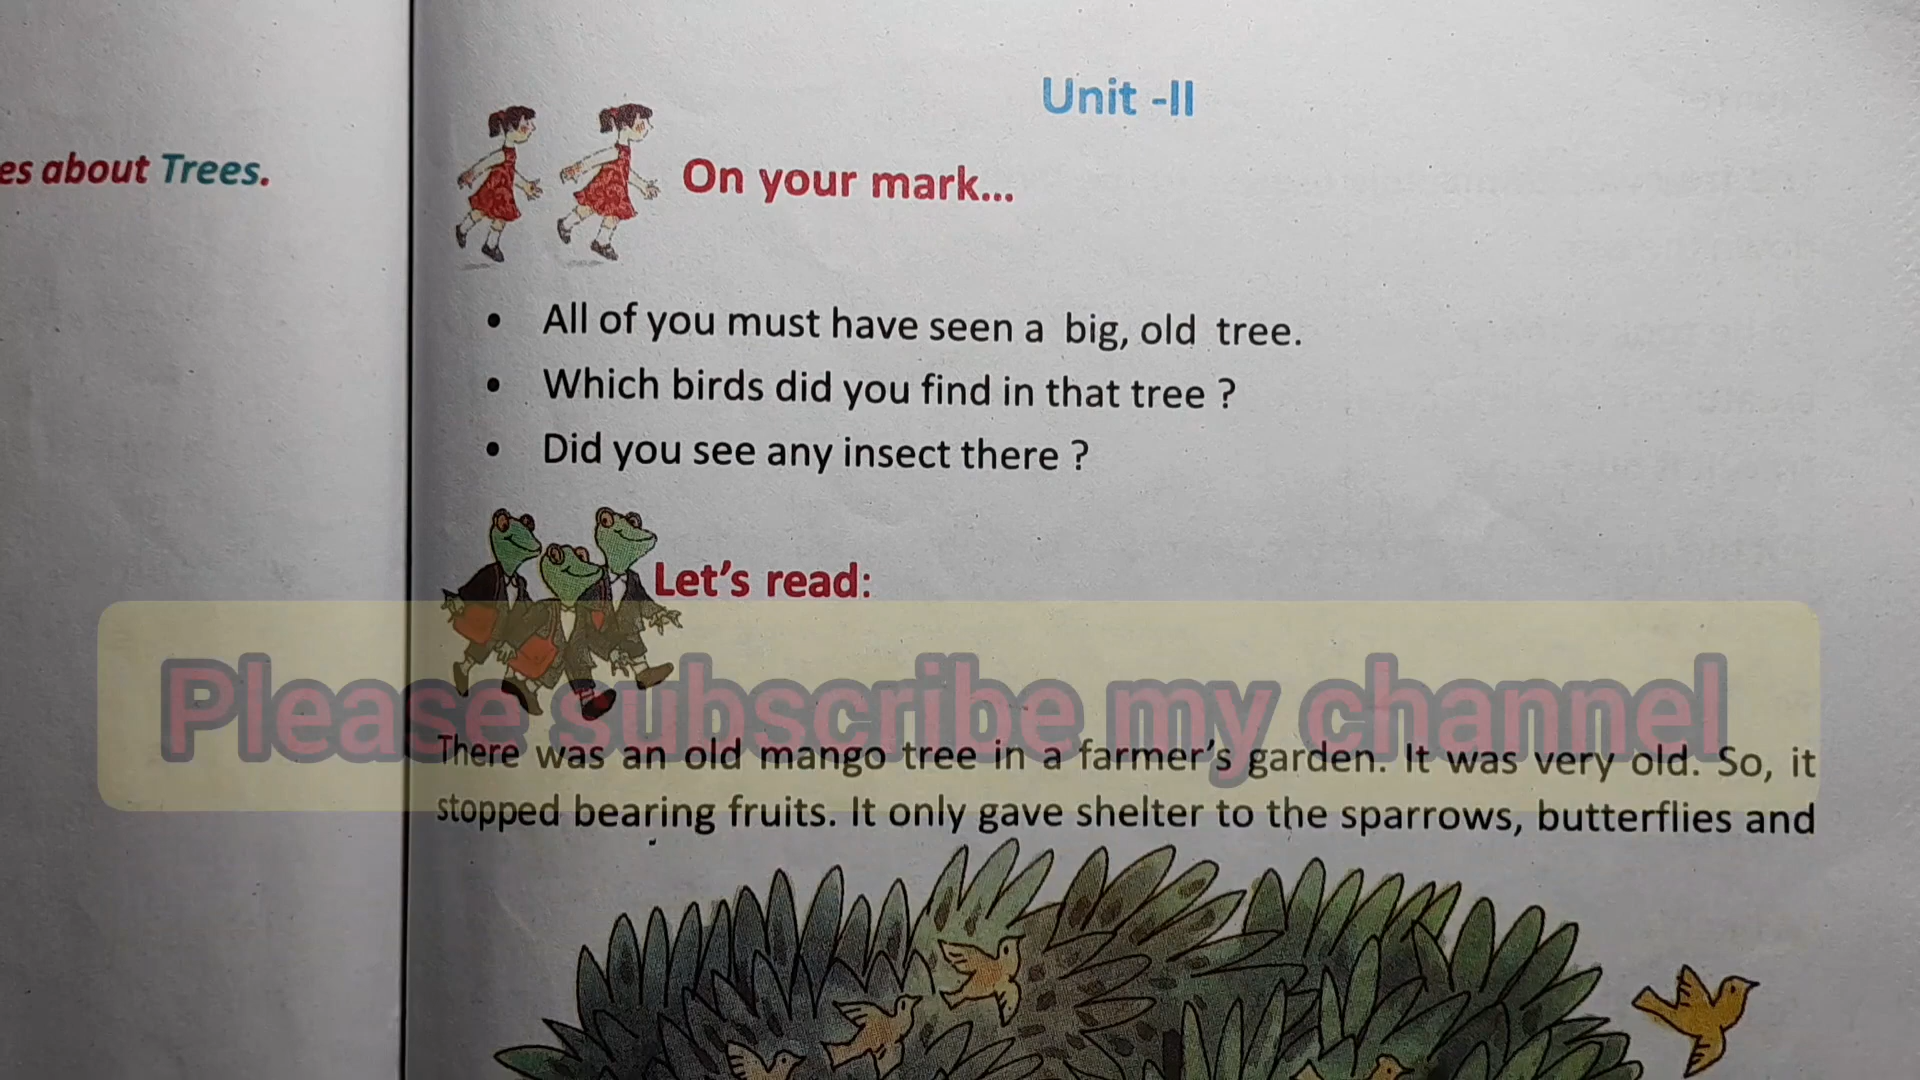 es about Trees.
Unit -II
On your mark...
• All of you must have seen a big, old tree.
• Which birds did you find in that tree ?
• Did you see any insect there ?
Let's read:
Please subscribe my channel
There was an old mango tree in a farmer's garden. It was very old. So, it
stopped bearing fruits. It only gave shelter to the sparrows, butterflies and